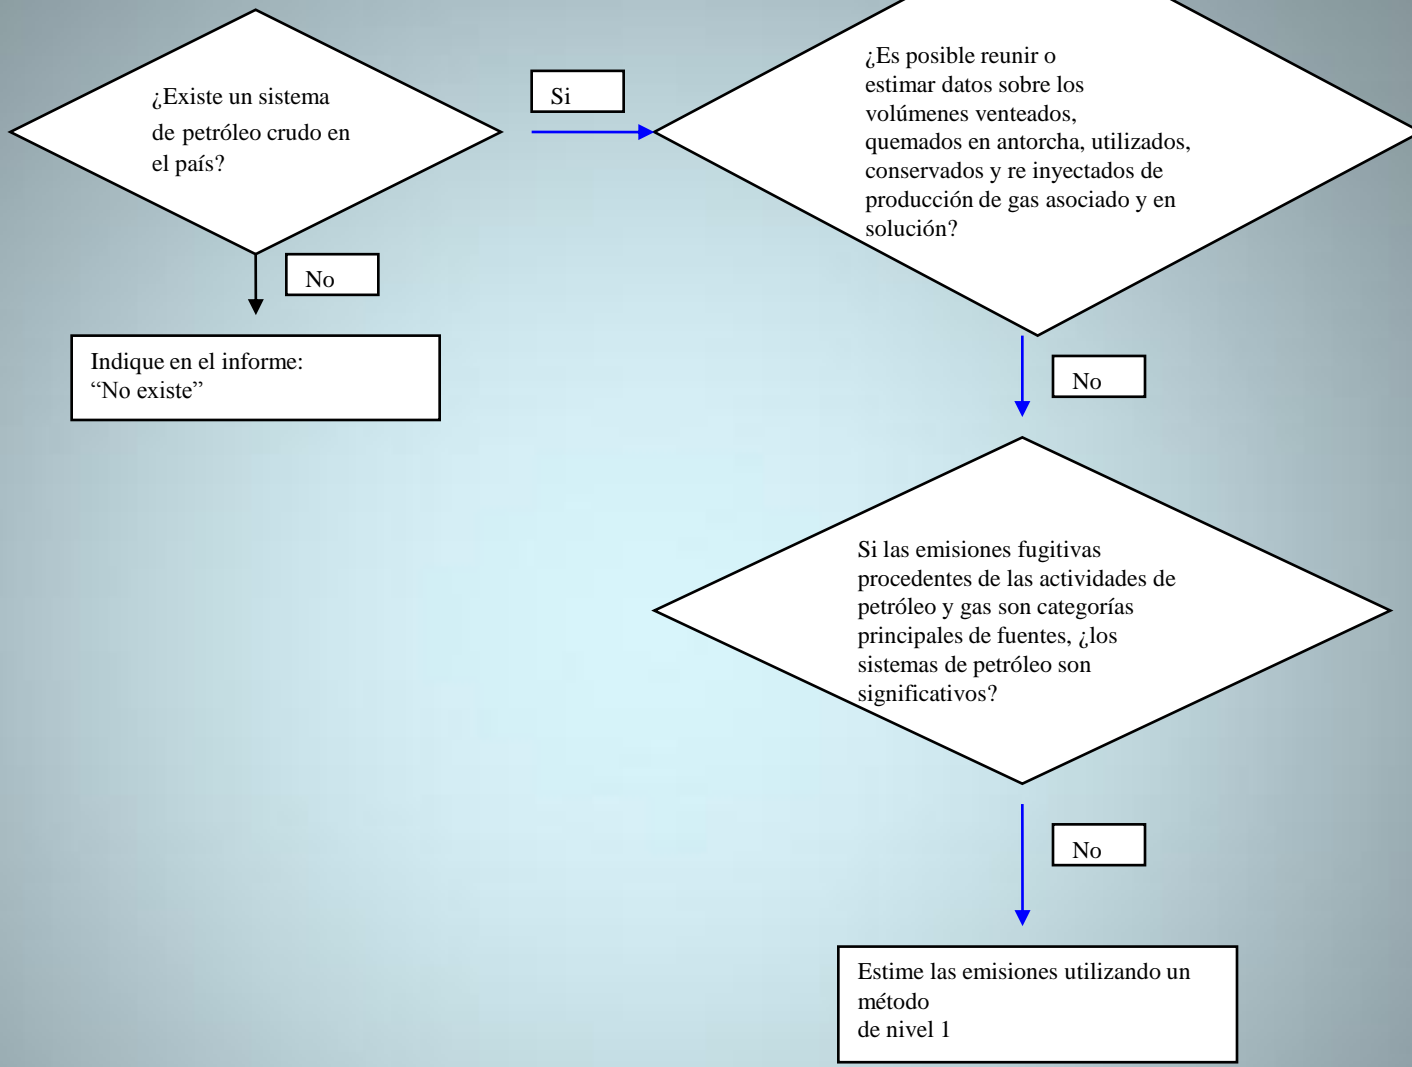 ¿Existe un sistema
de petróleo crudo en
el país?
Si
¿Es posible reunir o
estimar datos sobre los
volúmenes venteados,
quemados en antorcha, utilizados,
conservados y re inyectados de
producción de gas asociado y en
solución?
No
Indique en el informe:
“No existe”
No
Si las emisiones fugitivas
procedentes de las actividades de
petróleo y gas son categorías
principales de fuentes, ¿los
sistemas de petróleo son
significativos?
No
Estime las emisiones utilizando un
método
de nivel 1